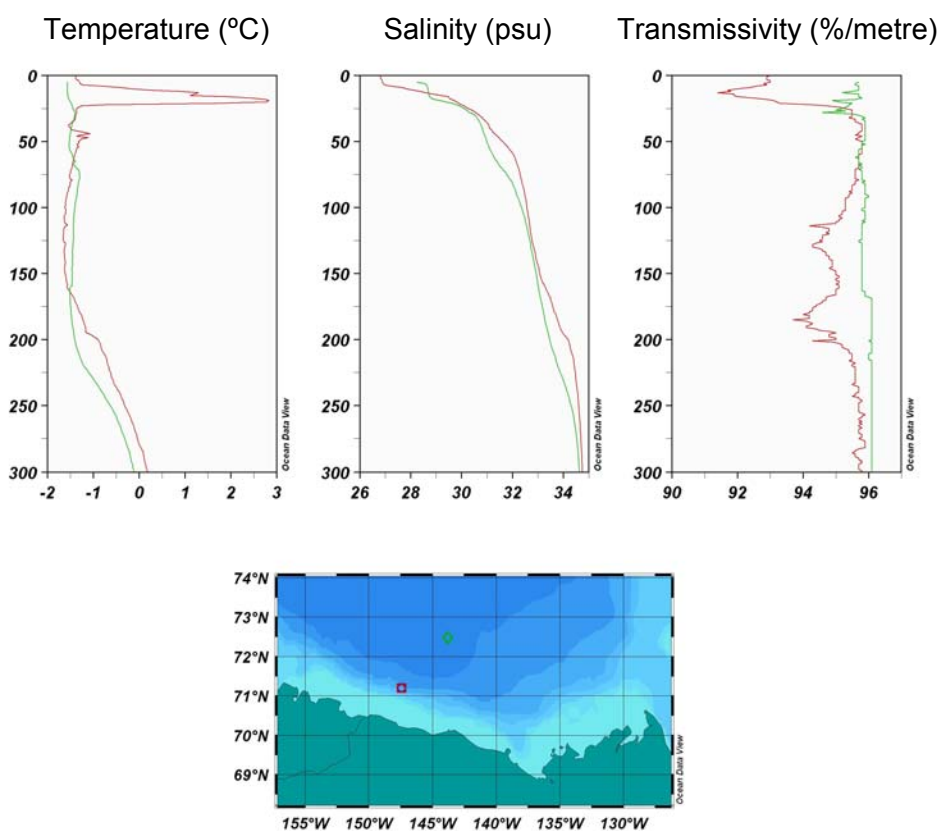 Temperature (ºC)
Salinity (psu)
Transmissivity (%/metre)
0
50
100
150
200
250
300
-2 -1 0 1 2 3
Ocean Data View
0
50
100
150
200
250
300
26 28 30 32 34
Ocean Data View
0
50
100
150
200
250
300
90 92 94 96
Ocean Data View
74°N
73°N
72°N
71°N
70°N
69°N
155°W 150°W 145°W 140°W 135°W 130°W
Ocean Data View